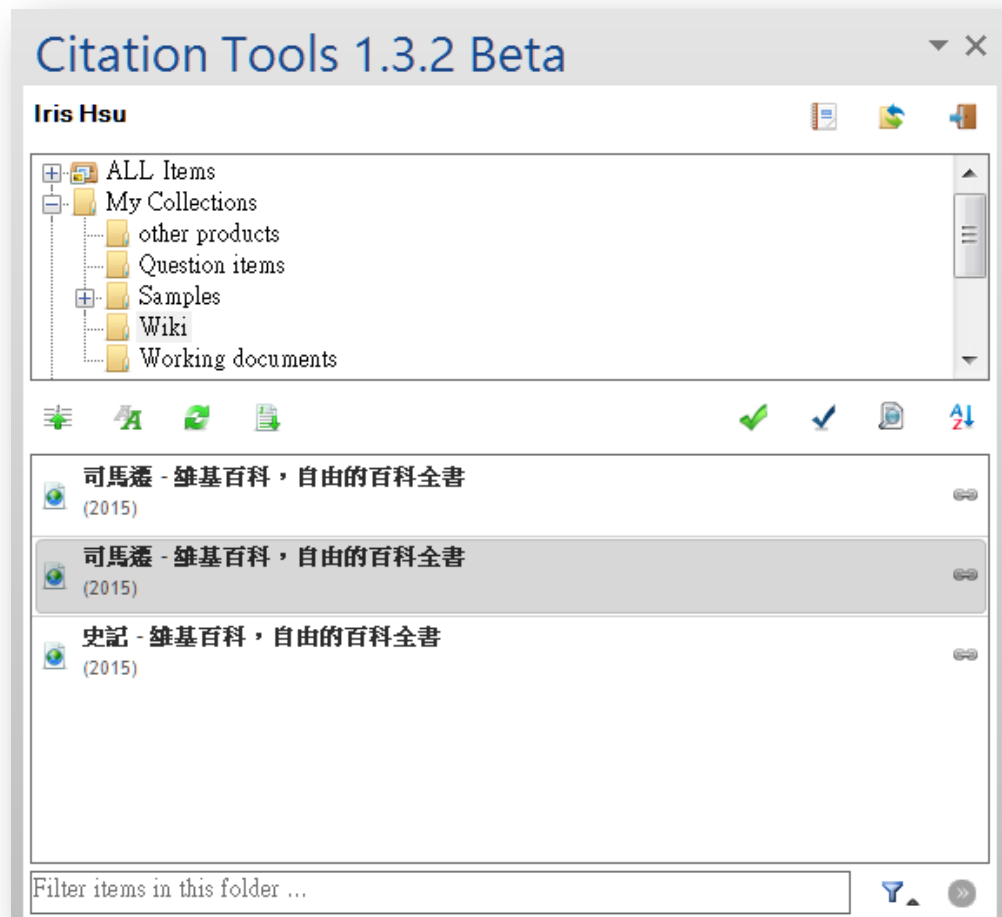 Citation Tools 1.3.2 Beta
Iris Hsu
ALL Items
My Collections
other products
Question items
Samples
Wiki
Working documents
司馬遷 - 維基百科，自由的百科全書
(2015)
司馬遷 - 維基百科，自由的百科全書
(2015)
史記 - 維基百科，自由的百科全書
(2015)
Filter items in this folder ...